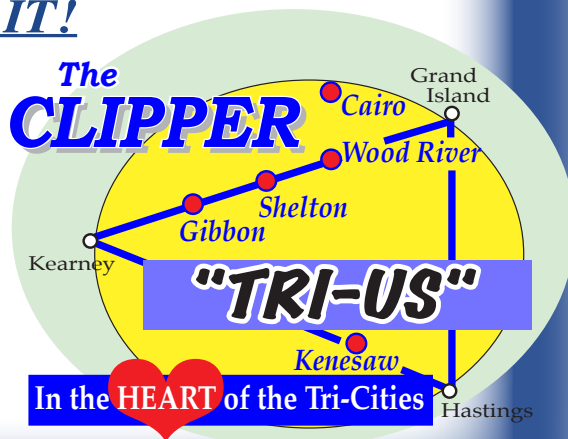 IT!
The
CLIPPER
Grand
Island
Cairo
Wood River
Shelton
Gibbon
Kearney
"TRI-US"
Kenesaw
In the HEART of the Tri-Cities
Hastings